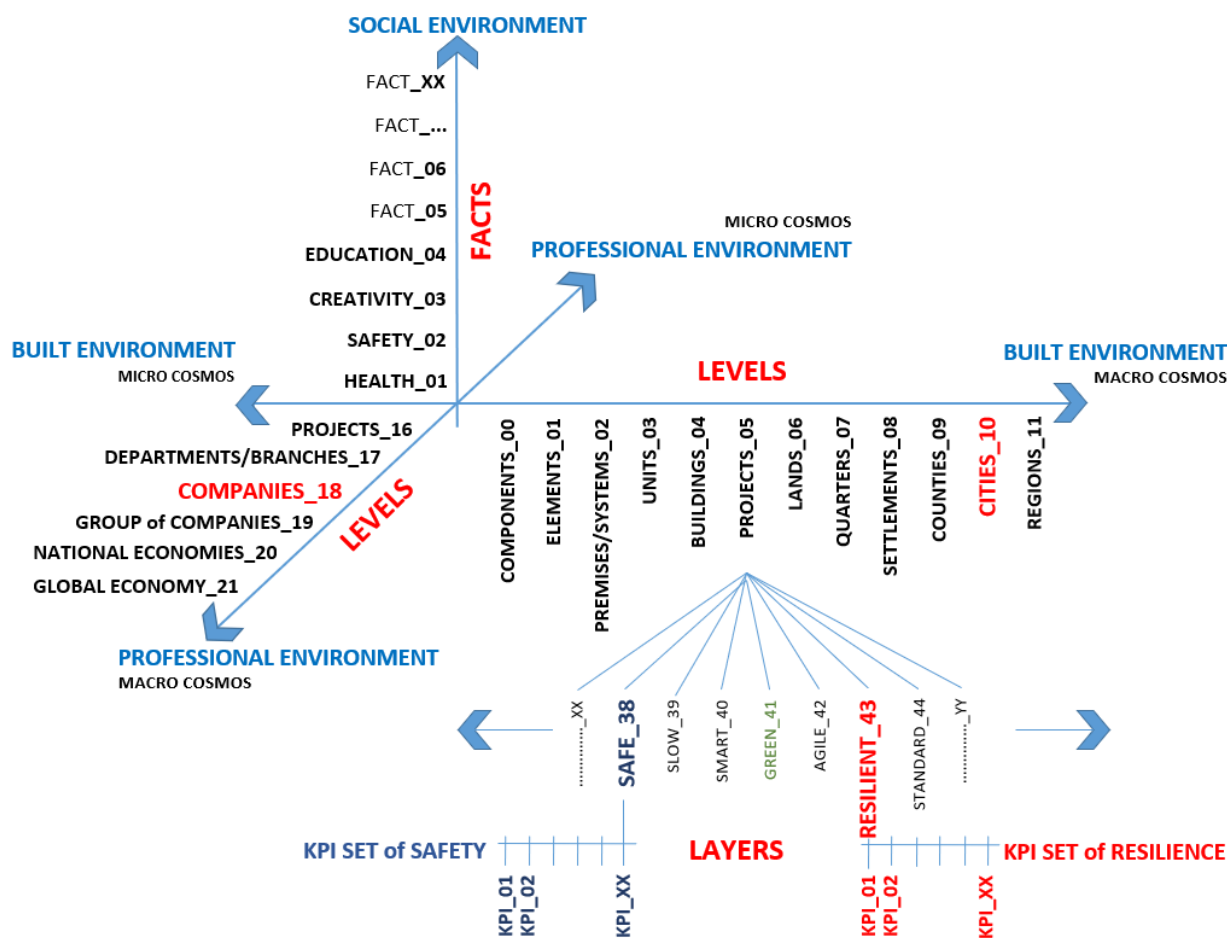 SOCIAL ENVIRONMENT
FACT_XX
FACT_...
FACT_06
FACT_05
EDUCATION_04
CREATIVITY_03
SAFETY_02
HEALTH_01
FACTS
MICRO COSMOS
PROFESSIONAL ENVIRONMENT
BUILT ENVIRONMENT
MICRO COSMOS
LEVELS
BUILT ENVIRONMENT
MACRO COSMOS
PROJECTS_16
DEPARTMENTS/BRANCHES_17
COMPANIES_18
GROUP of COMPANIES_19
NATIONAL ECONOMIES_20
GLOBAL ECONOMY_21
LEVELS
PROFESSIONAL ENVIRONMENT
MACRO COSMOS
COMPONENTS_00
ELEMENTS_01
PREMISES/SYSTEMS_02
UNITS_03
BUILDINGS_04
PROJECTS_05
LANDS_06
QUARTERS_07
SETTLEMENTS_08
COUNTIES_09
CITIES_10
REGIONS_11
............_XX
SAFE_38
SLOW_39
SMART_40
GREEN_41
AGILE_42
RESILIENT_43
STANDARD_44
............_YY
KPI SET of SAFETY
LAYERS
KPI SET of RESILIENCE
KPI_01
KPI_02
KPI_XX
KPI_01
KPI_02
KPI_XX